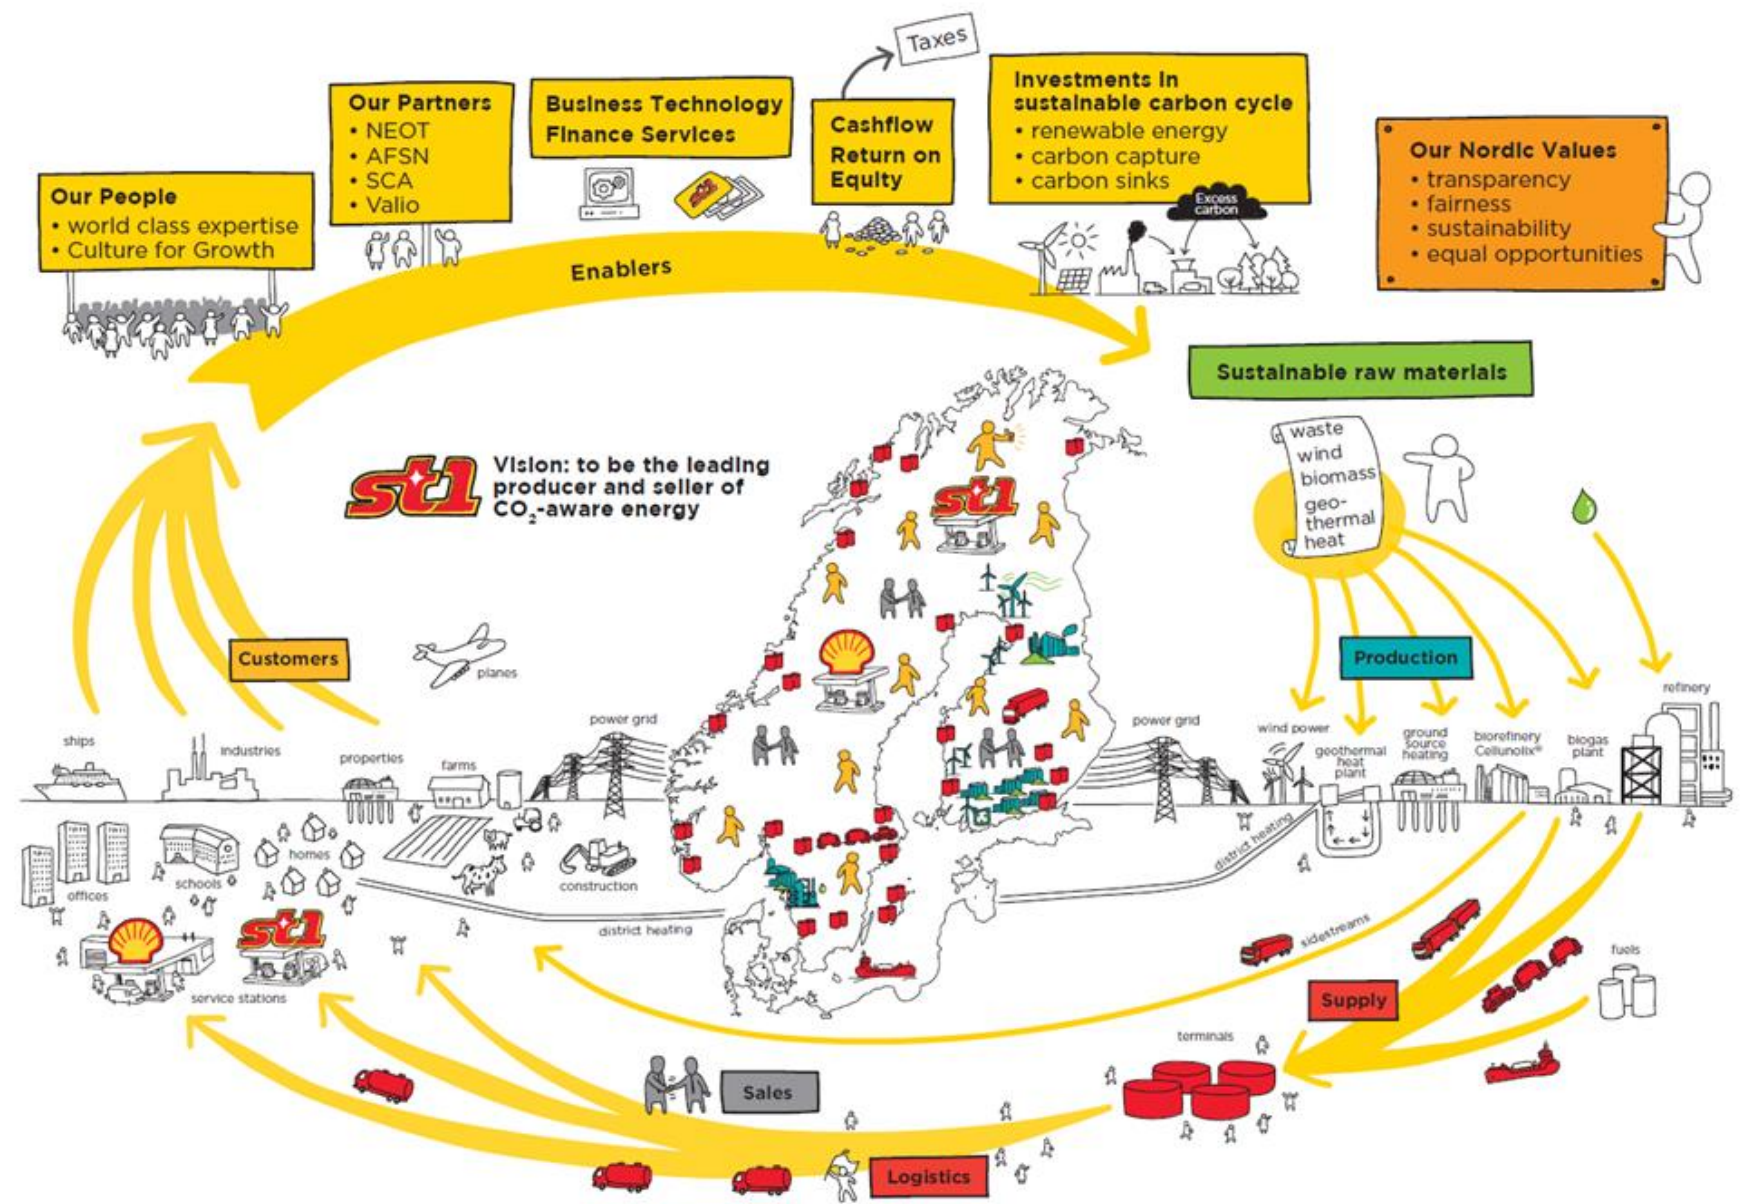 Taxes
Our People
• world class expertise
• Culture for Growth
Our Partners
• NEOT
• AFSN
• SCA
• Valio
Business Technology
Finance Services
Cashflow
Return on
Equity
Investments in
sustainable carbon cycle
• renewable energy
• carbon capture
• carbon sinks
Excess
carbon
Our Nordic Values
• transparency
• fairness
• sustainability
• equal opportunities
Enablers
Sustainable raw materials
waste
wind
biomass
geo-
thermal
heat
st1
Vision: to be the leading
producer and seller of
CO₂-aware energy
st1
Customers
planes
Production
ships
industries
properties
farms
power grid
power grid
wind power
geothermal
heat
plant
ground
source
heating
biorefinery
Cellunolix®
biogas
plant
refinery
offices
schools
homes
construction
district heating
district heating
st1
service stations
sidestreams
fuels
Supply
terminals
Sales
Logistics